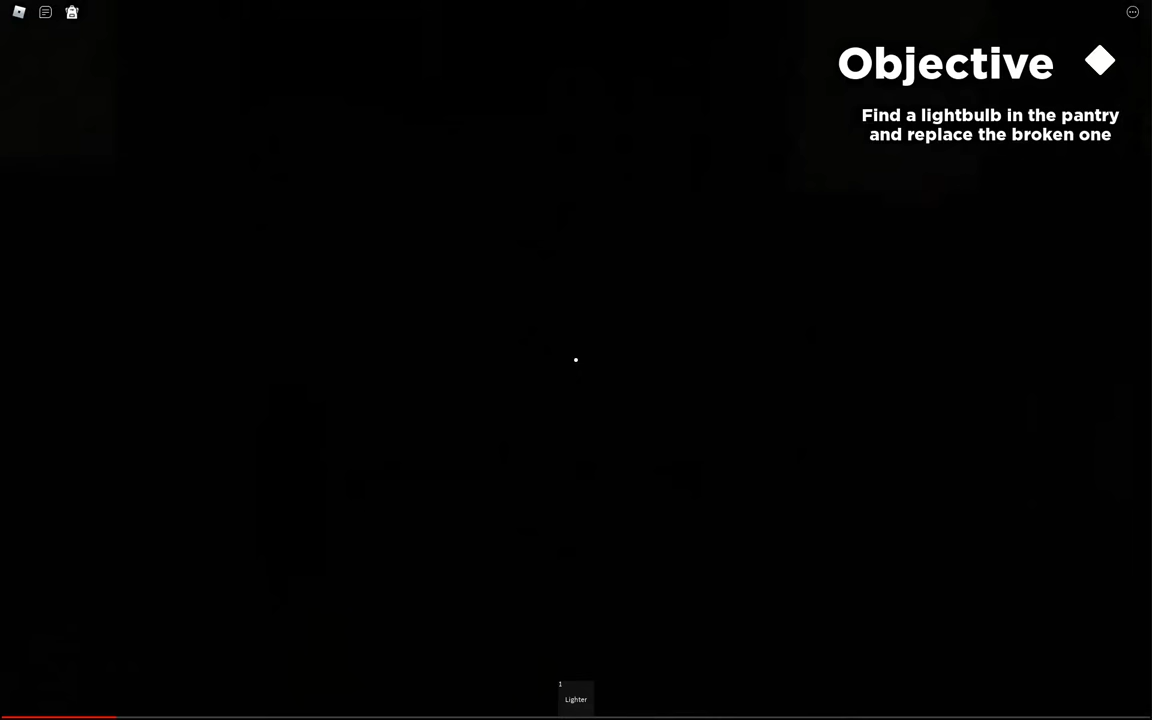 Objective
Find a lightbulb in the pantry
and replace the broken one
1
Lighter